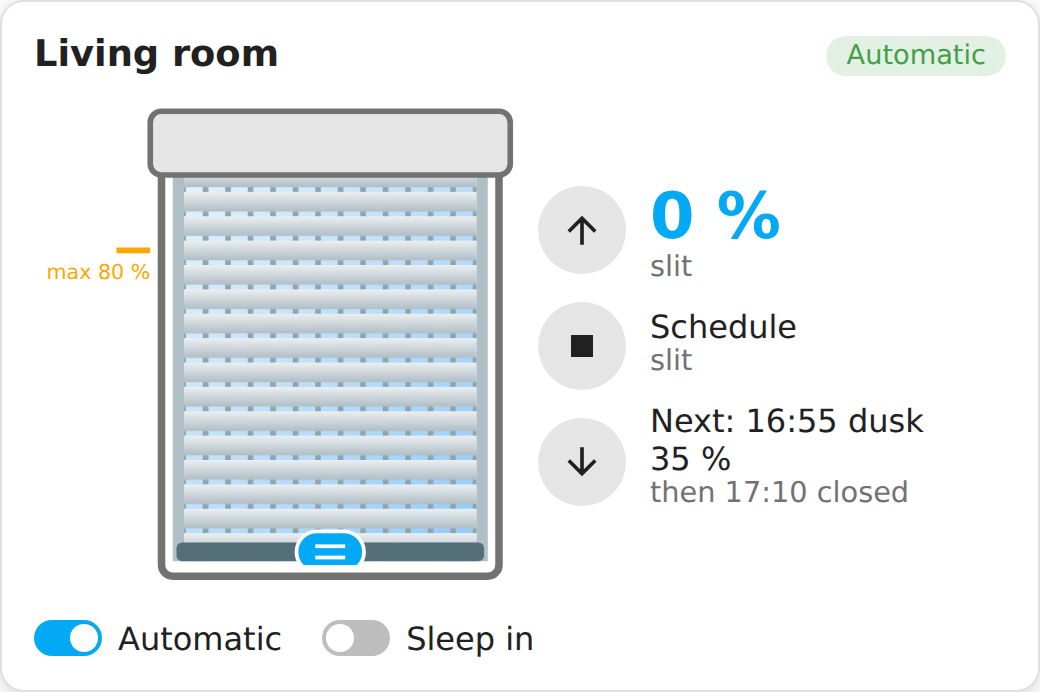 Living room
Automatic
max 80 %
0 %
slit
Schedule
slit
Next: 16:55 dusk
35 %
then 17:10 closed
Automatic
Sleep in